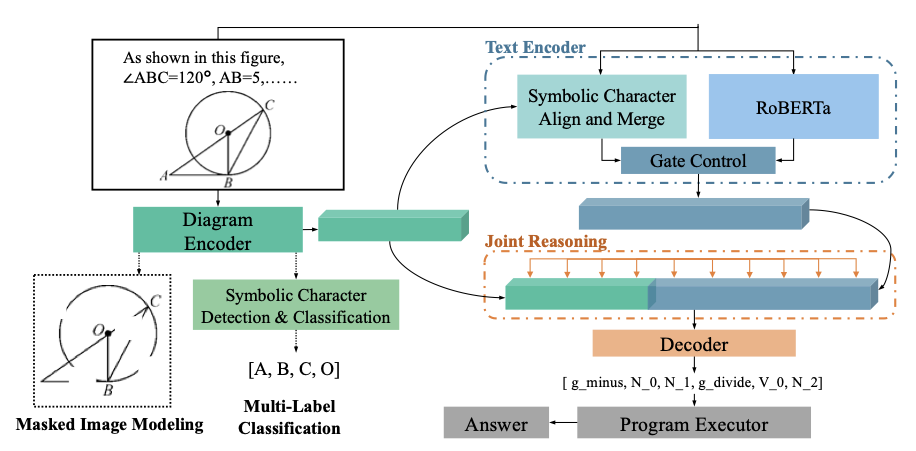 As shown in this figure,
∠ABC=120°, AB=5,……
C
O
A
B
Diagram
Encoder
C
O
B
Masked Image Modeling
Symbolic Character
Detection & Classification
[A, B, C, O]
Multi-Label
Classification
Text Encoder
Symbolic Character
Align and Merge
RoBERTa
Gate Control
Joint Reasoning
Decoder
[ g_minus, N_0, N_1, g_divide, V_0, N_2]
Program Executor
Answer